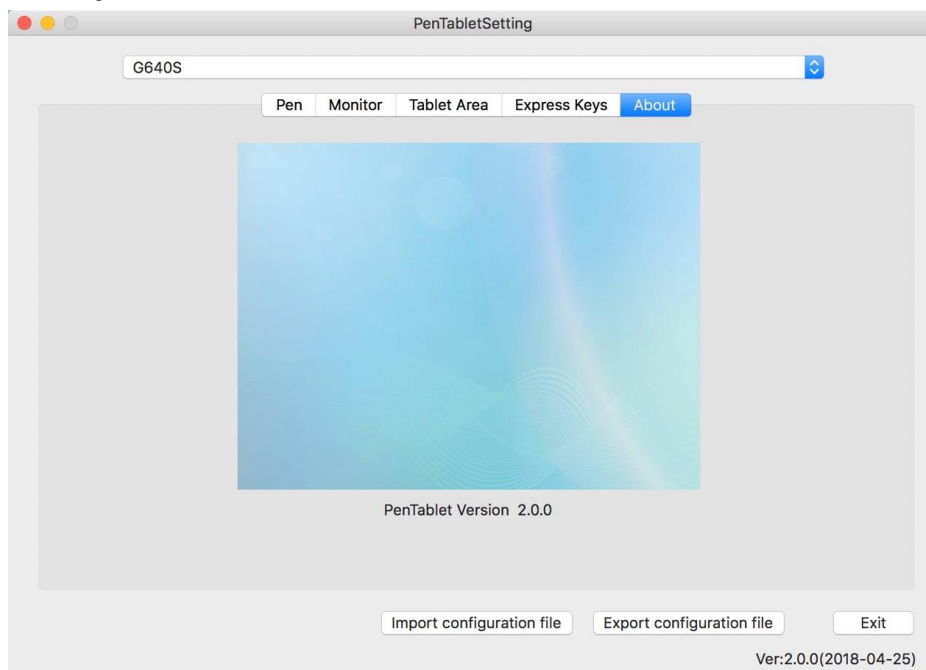 PenTabletSetting
G640S
Pen Monitor Tablet Area Express Keys About
PenTablet Version 2.0.0
Import configuration file Export configuration file Exit
Ver:2.0.0(2018-04-25)